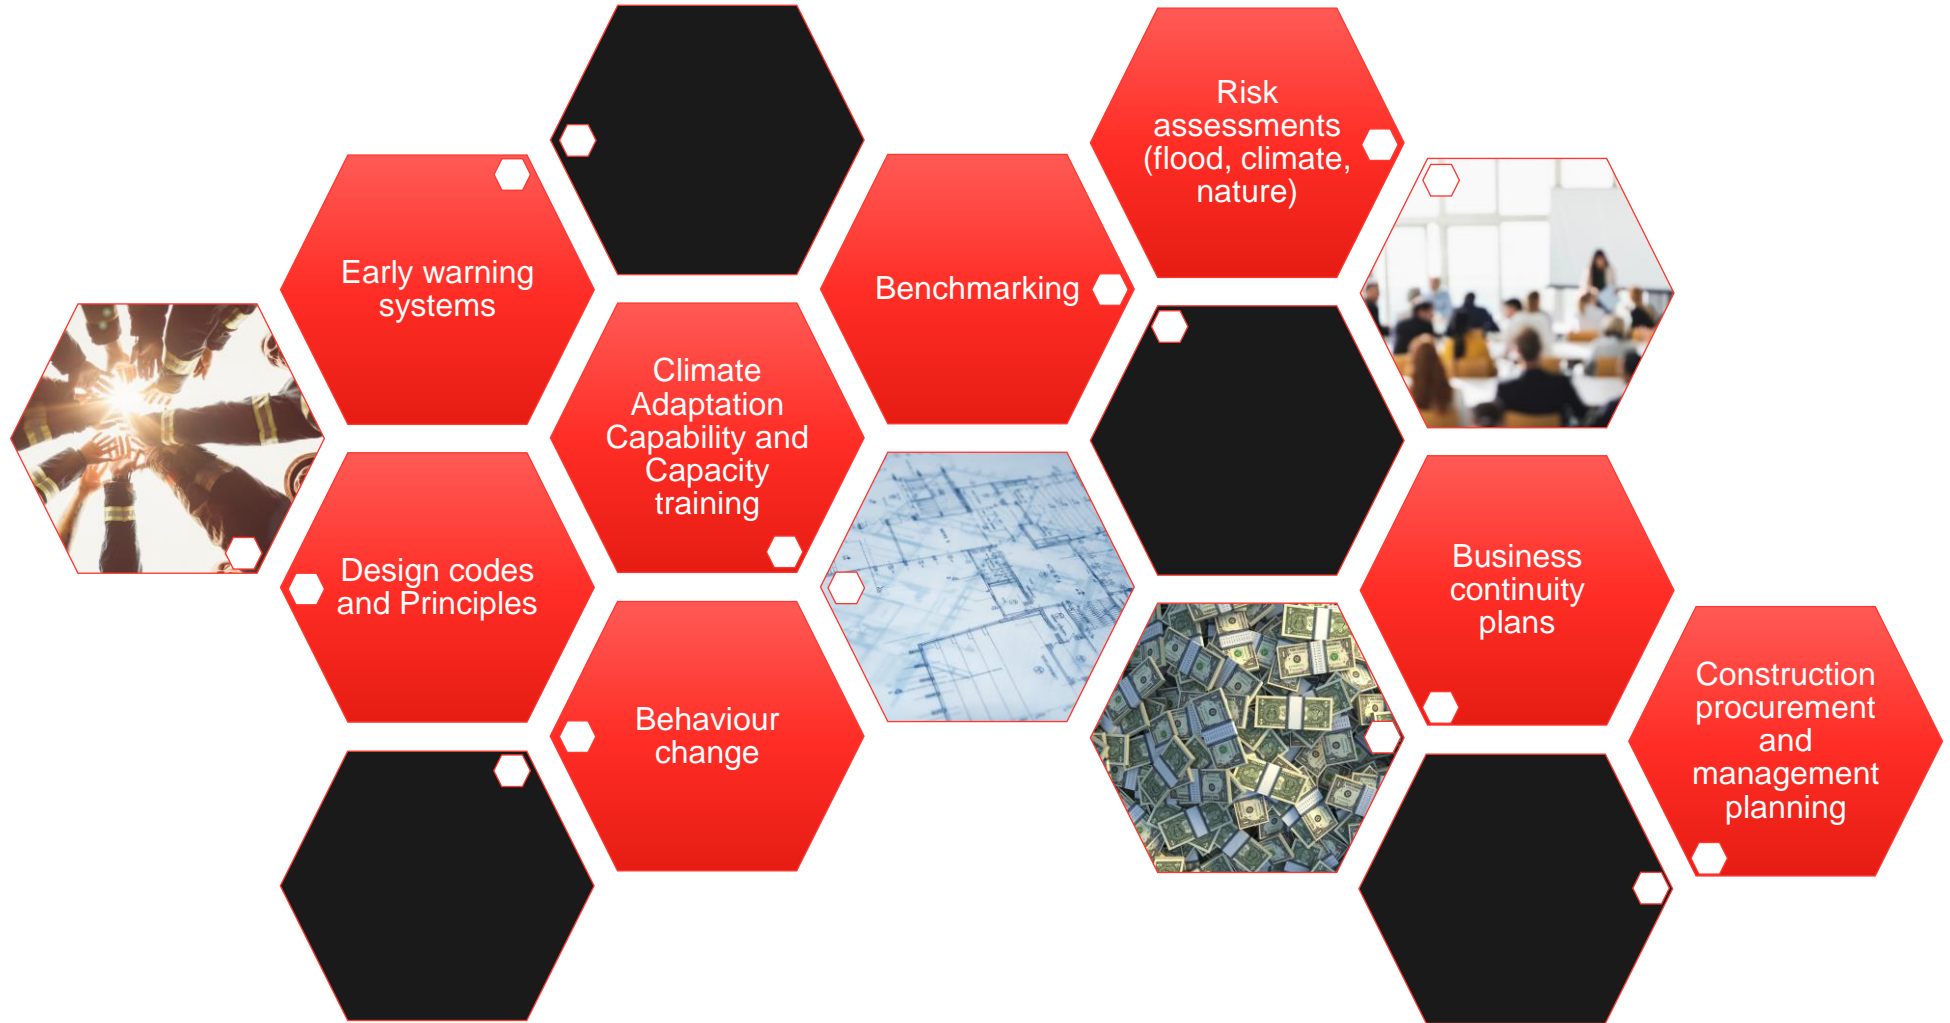 Risk
assessments
(flood, climate,
nature)
Early warning
systems
Benchmarking
Climate
Adaptation
Capability and
Capacity
training
Design codes
and Principles
Business
continuity
plans
Behaviour
change
Construction
procurement
and
management
planning